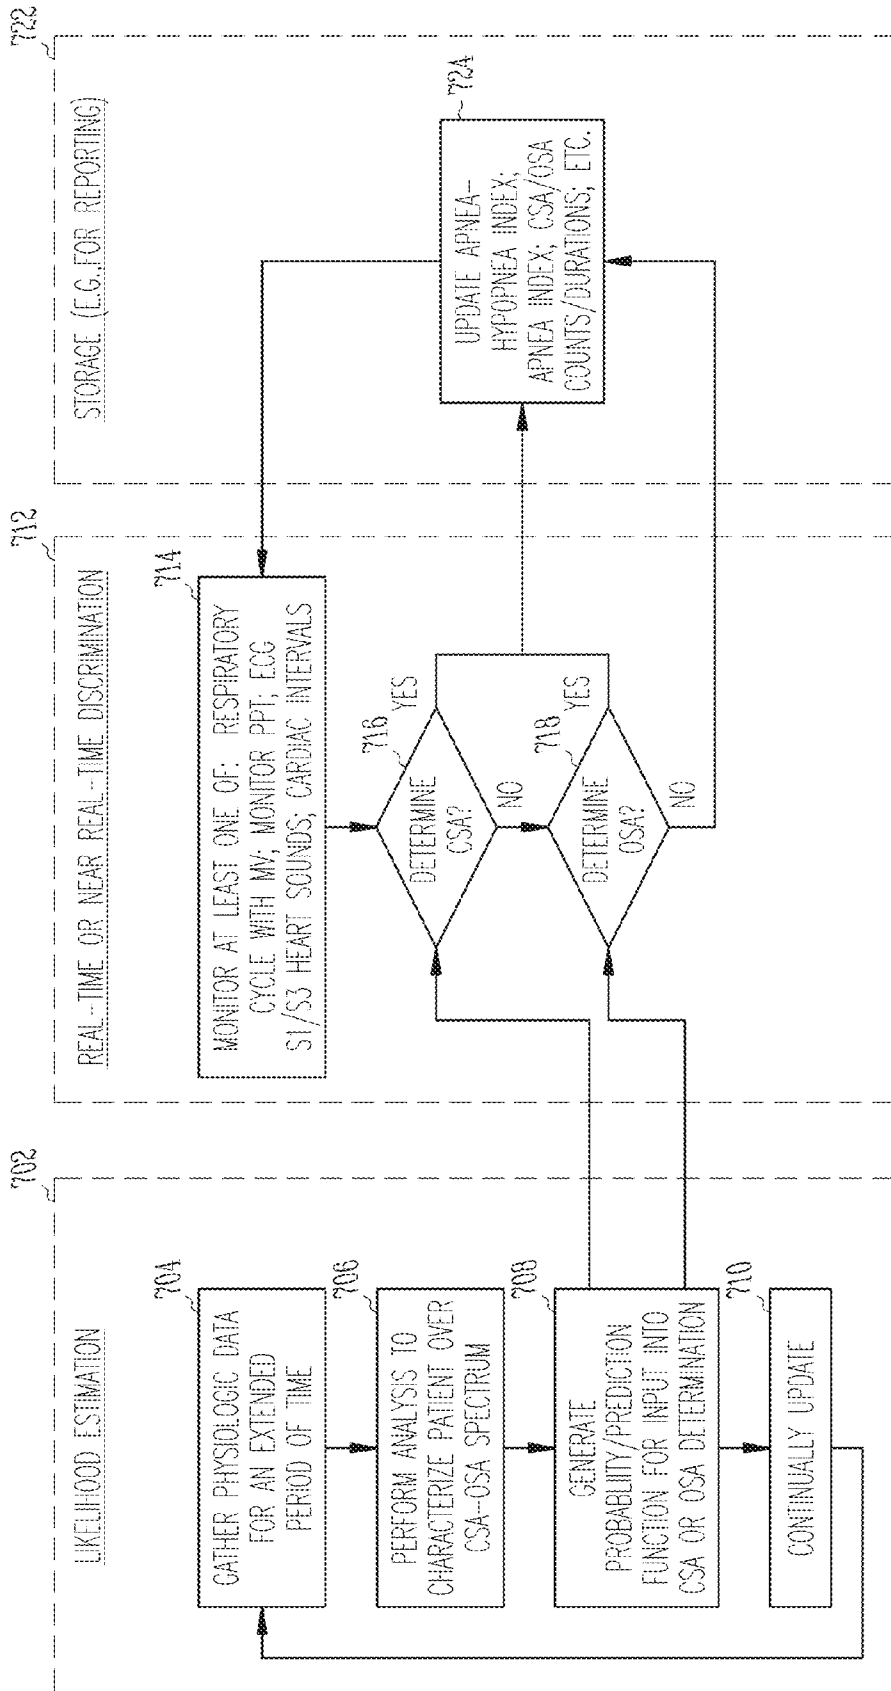 702
LIKELIHOOD ESTIMATION
704
GATHER PHYSIOLOGIC DATA
FOR AN EXTENDED
PERIOD OF TIME
706
PERFORM ANALYSIS TO
CHARACTERIZE PATIENT OVER
CSA-OSA SPECTRUM
708
GENERATE
PROBABLIITY/PREDICTION
FUNCTION FOR INPUT INTO
CSA OR OSA DETERMINATION
710
CONTINUALLY UPDATE
712
REAL-TIME OR NEAR REAL-TIME DISCRIMINATION
714
MONITOR AT LEAST ONE OF: RESPIRATORY
CYCLE WITH MV; MONITOR PPT; ECG
S1/S3 HEART SOUNDS; CARDIAC INTERVALS
716
YES
DETERMINE
CSA?
NO
718
YES
DETERMINE
OSA?
NO
722
STORAGE (E.G.,FOR REPORTING)
724
UPDATE APNEA-
HYPOPNEA INDEX;
APNEA INDEX; CSA/OSA
COUNTS/DURATIONS; ETC.